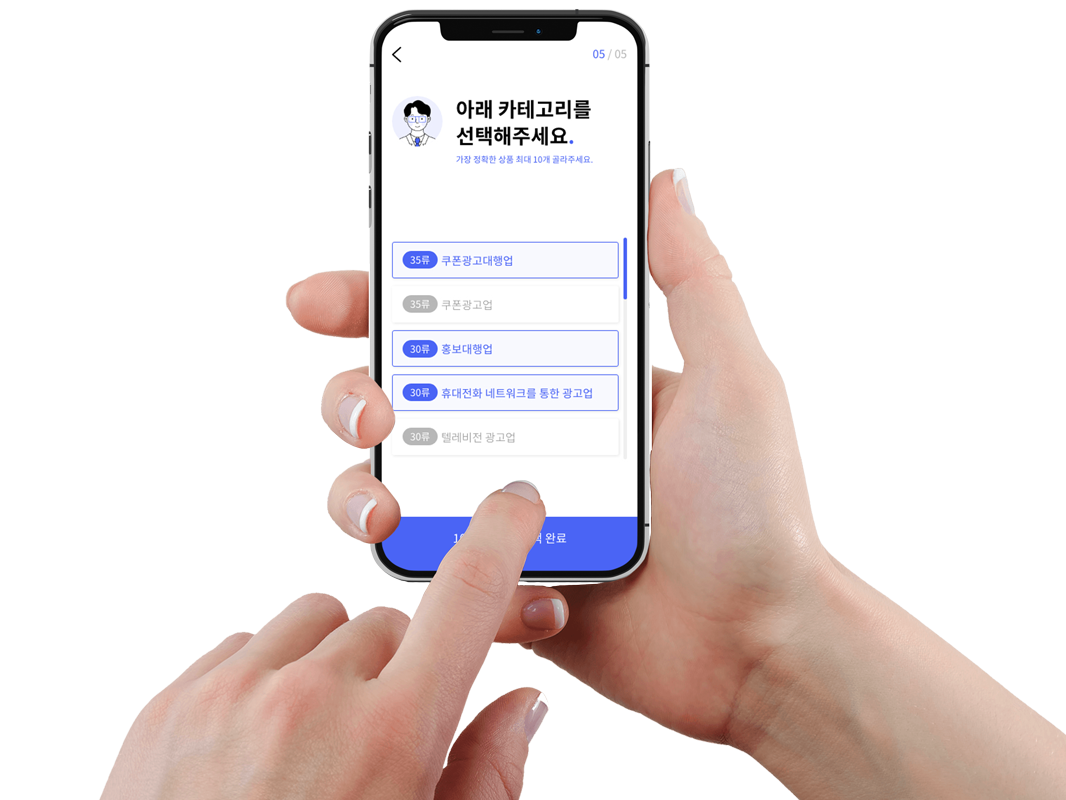 05 / 05
아래 카테고리를
선택해주세요.
가장 정확한 상품 최대 10개 골라주세요.
35류 쿠폰광고대행업
35류 쿠폰광고업
30류 홍보대행업
30류 휴대전화 네트워크를 통한 광고업
30류 텔레비전 광고업
완료